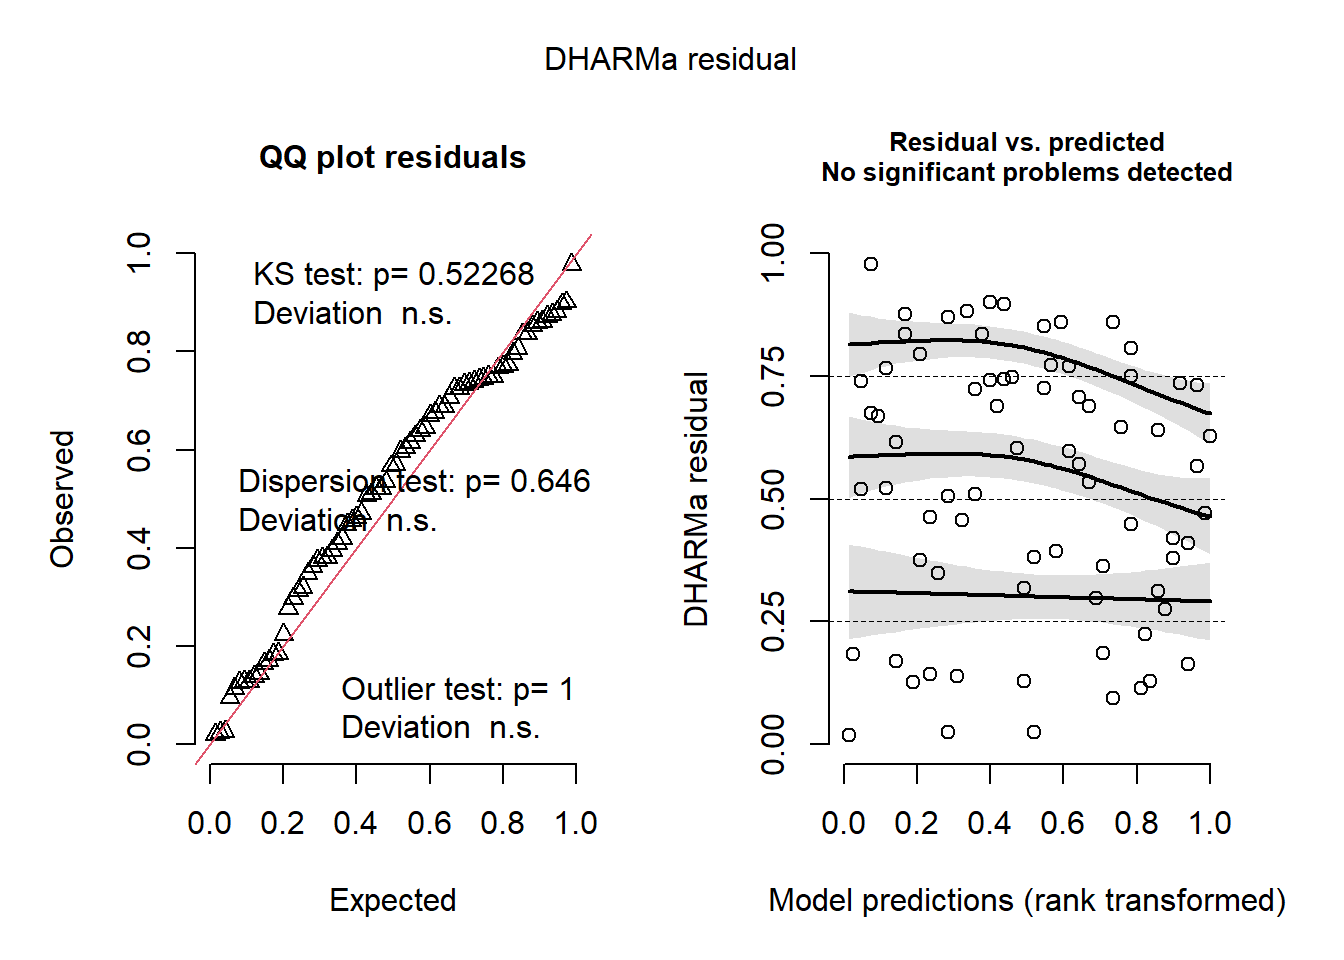 DHARMa residual
QQ plot residuals
KS test: p= 0.52268
Deviation  n.s.
Dispersion test: p= 0.646
Deviation  n.s.
Outlier test: p= 1
Deviation  n.s.
Observed
0.0 0.2 0.4 0.6 0.8 1.0
0.0 0.2 0.4 0.6 0.8 1.0
Expected
Residual vs. predicted
No significant problems detected
DHARMa residual
0.00 0.25 0.50 0.75 1.00
0.0 0.2 0.4 0.6 0.8 1.0
Model predictions (rank transformed)